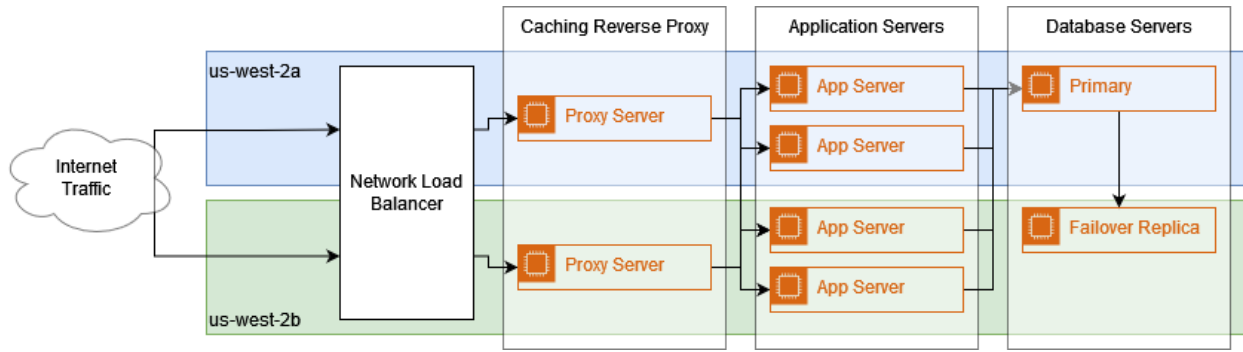 Caching Reverse Proxy
Application Servers
Database Servers
us-west-2a
App Server
Primary
Proxy Server
App Server
Internet
Traffic
Network Load
Balancer
App Server
Failover Replica
Proxy Server
App Server
us-west-2b